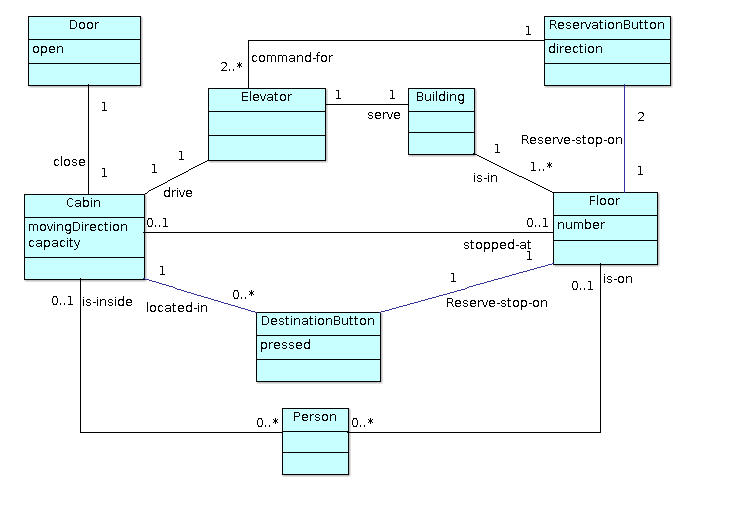 Door
open
ReservationButton
direction
1
command-for
2..*
Elevator
1
1
Building
serve
1
2
Reserve-stop-on
close
1
1
1
drive
1
is-in
1..*
1
Cabin
movingDirection
capacity
0..1
0..1
stopped-at
Floor
number
1
located-in
0..*
1
1
Reserve-stop-on
DestinationButton
pressed
0..1
is-inside
0..1
is-on
0..*
Person
0..*